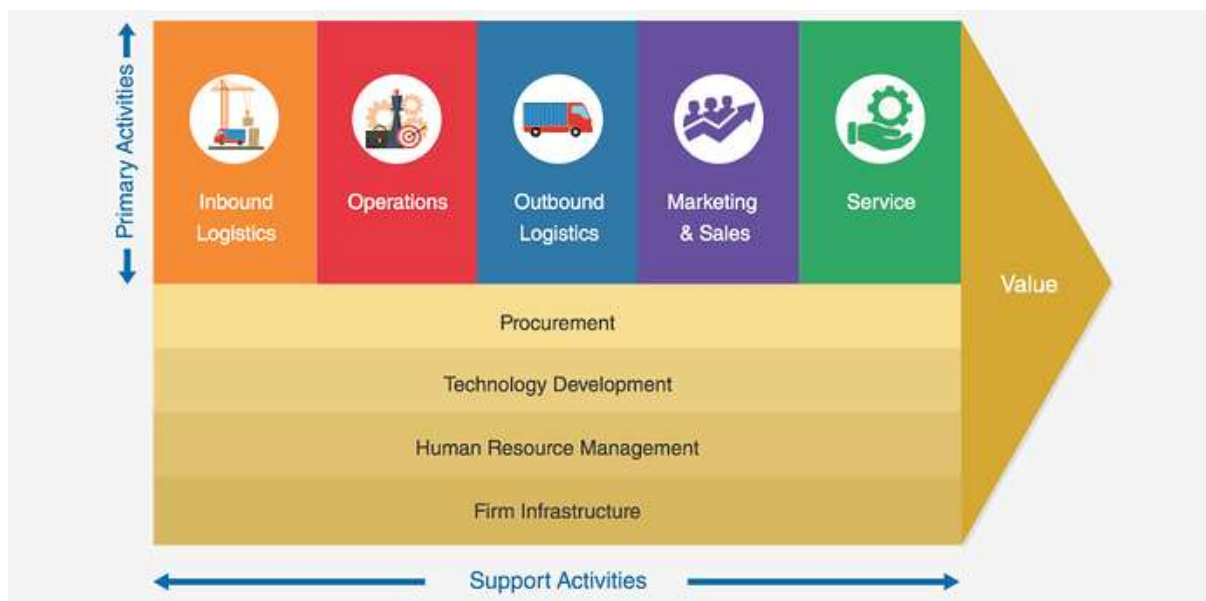 Primary Activities
Inbound
Logistics
Operations
Outbound
Logistics
Marketing
& Sales
Service
Value
Procurement
Technology Development
Human Resource Management
Firm Infrastructure
Support Activities